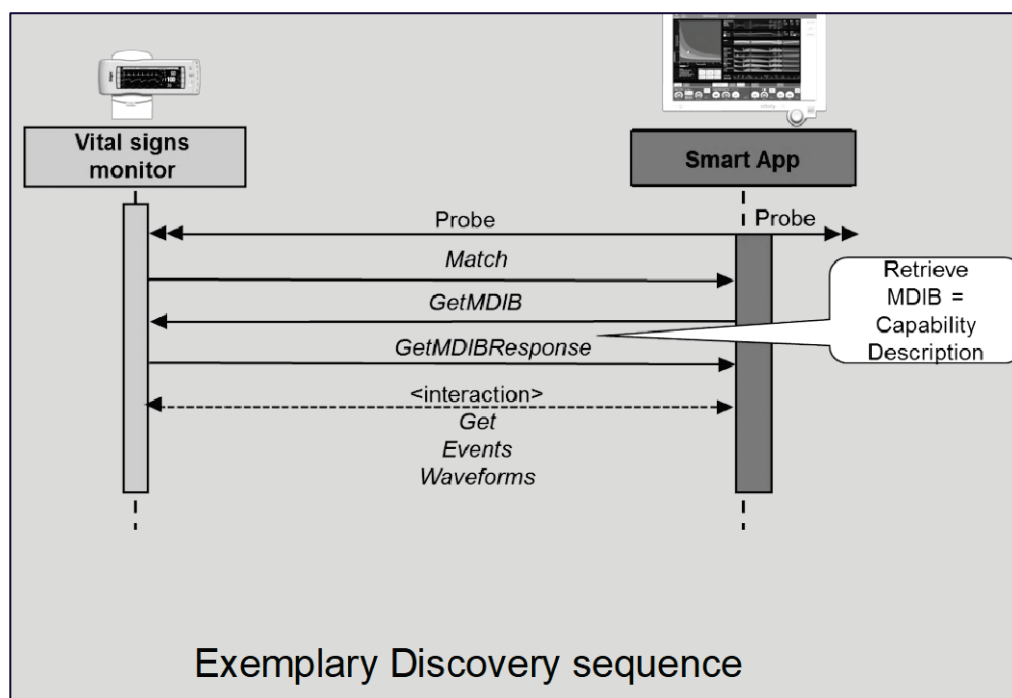 Vital signs
monitor
Smart App
Probe
Probe
Match
GetMDIB
Retrieve
MDIB =
Capability
Description
GetMDIBResponse
<interaction>
Get
Events
Waveforms
Exemplary Discovery sequence